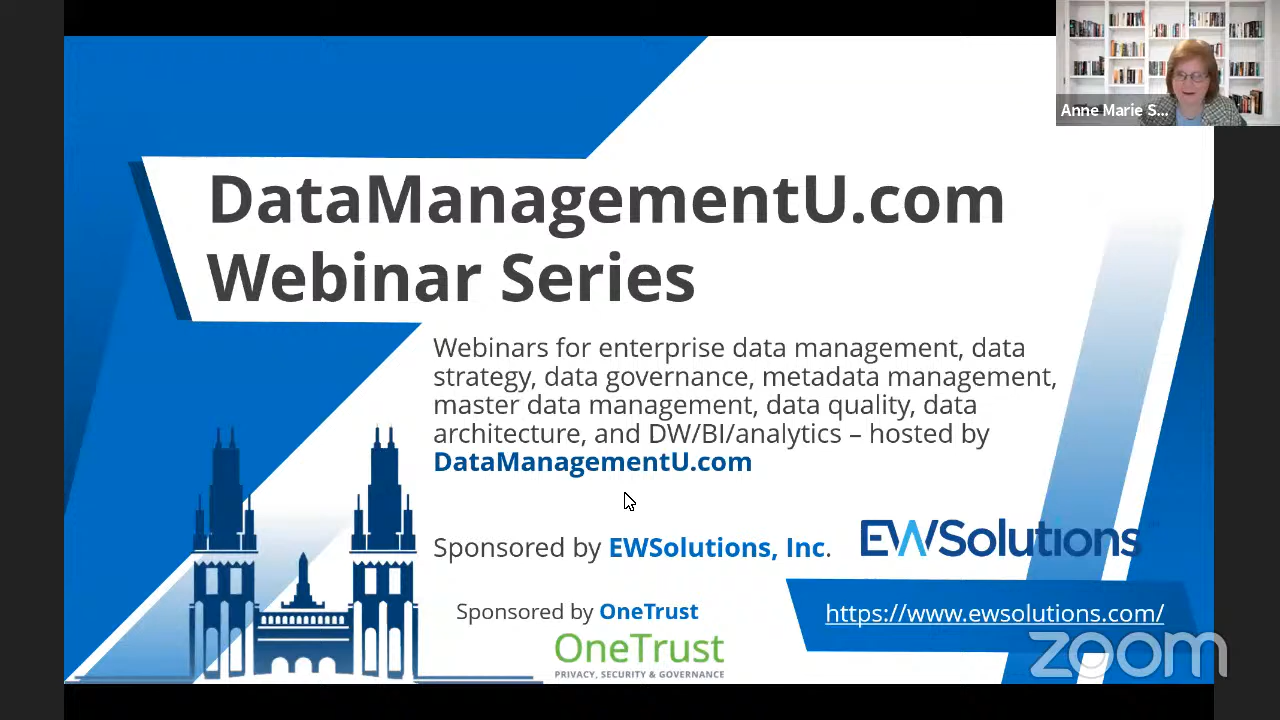 Anne Marie S...
DataManagementU.com
Webinar Series
Webinars for enterprise data management, data
strategy, data governance, metadata management,
master data management, data quality, data
architecture, and DW/BI/analytics – hosted by
DataManagementU.com
Sponsored by EWSolutions, Inc.
EWSolutions
Sponsored by OneTrust
https://www.ewsolutions.com/
OneTrust
PRIVACY, SECURITY & GOVERNANCE
zoom